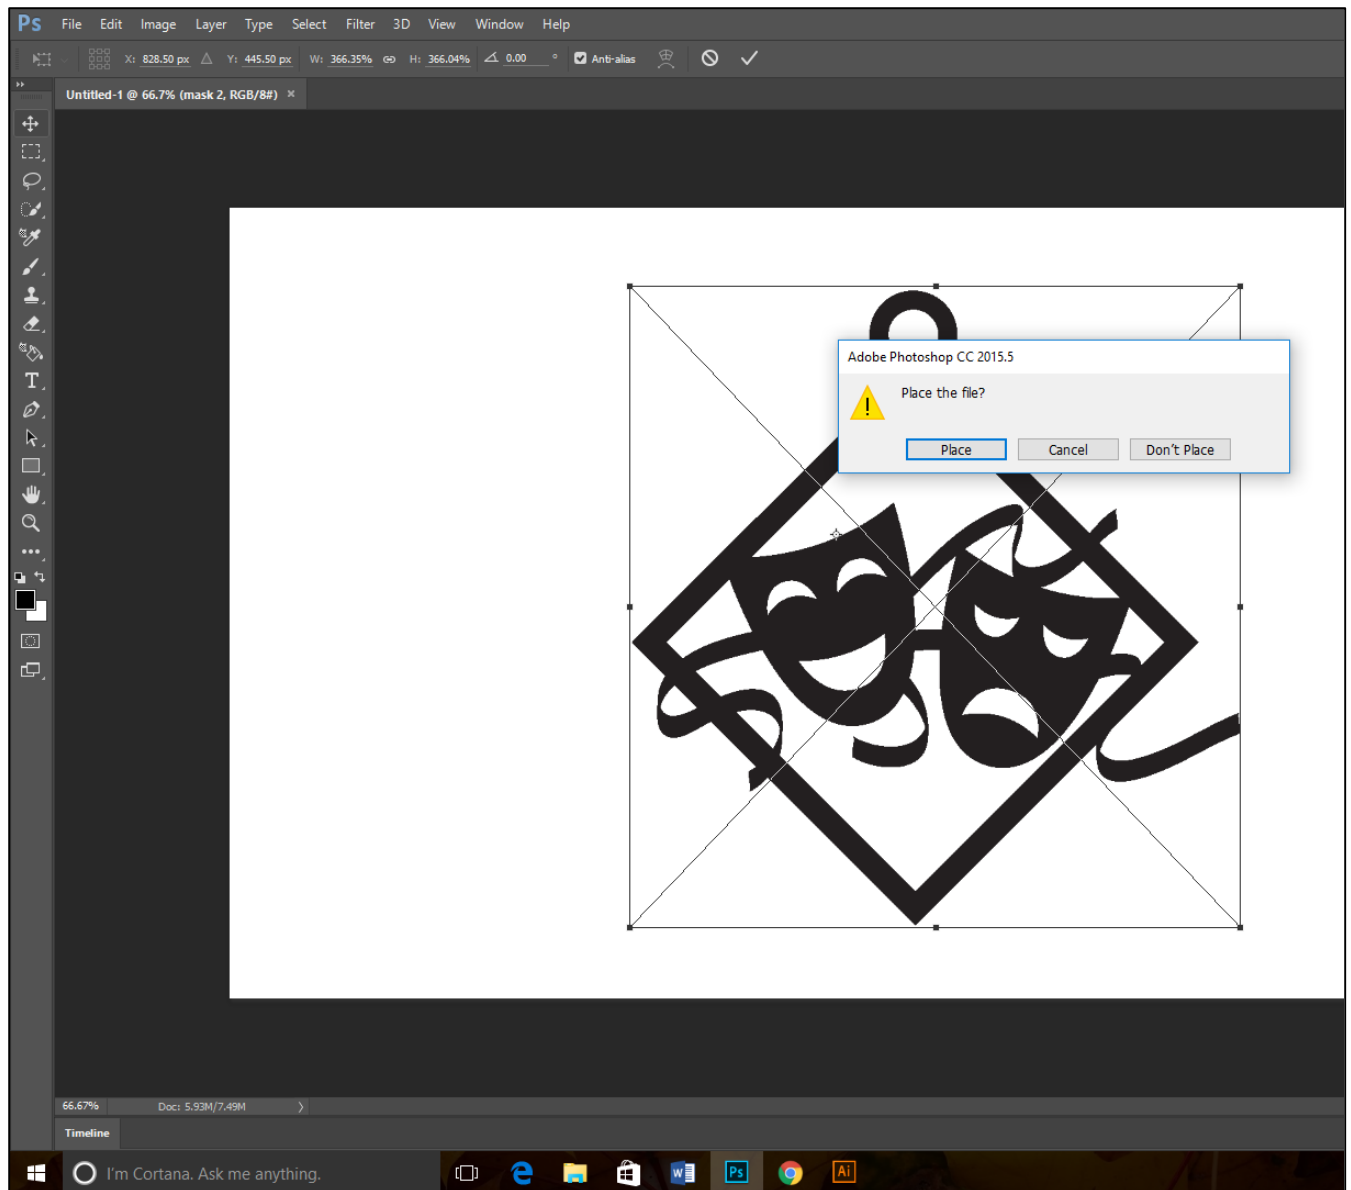 Ps File Edit Image Layer Type Select Filter 3D View Window Help
X: 828.50 px Y: 445.50 px W: 366.35% H: 366.04% 0.00 ° Anti-alias
Untitled-1 @ 66.7% (mask 2, RGB/8#) ×
Adobe Photoshop CC 2015.5
Place the file?
Place Cancel Don't Place
T
66.67% Doc: 5.93M/7.49M
Timeline
I'm Cortana. Ask me anything.
Ps Ai